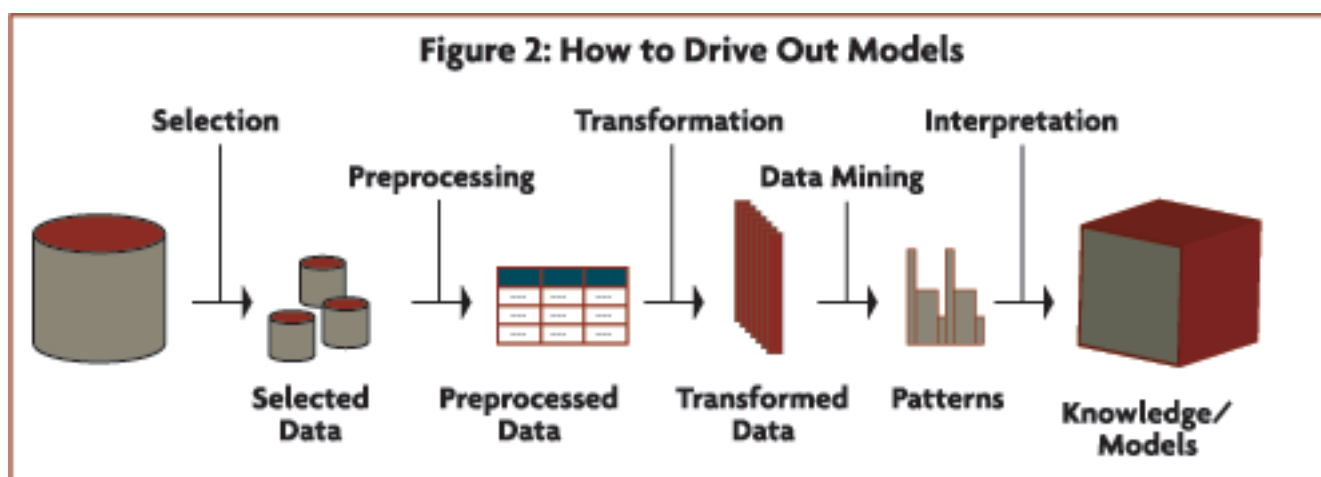 Figure 2: How to Drive Out Models
Selection
Transformation
Interpretation
Preprocessing
Data Mining
Selected
Data
Preprocessed
Data
Transformed
Data
Patterns
Knowledge/
Models